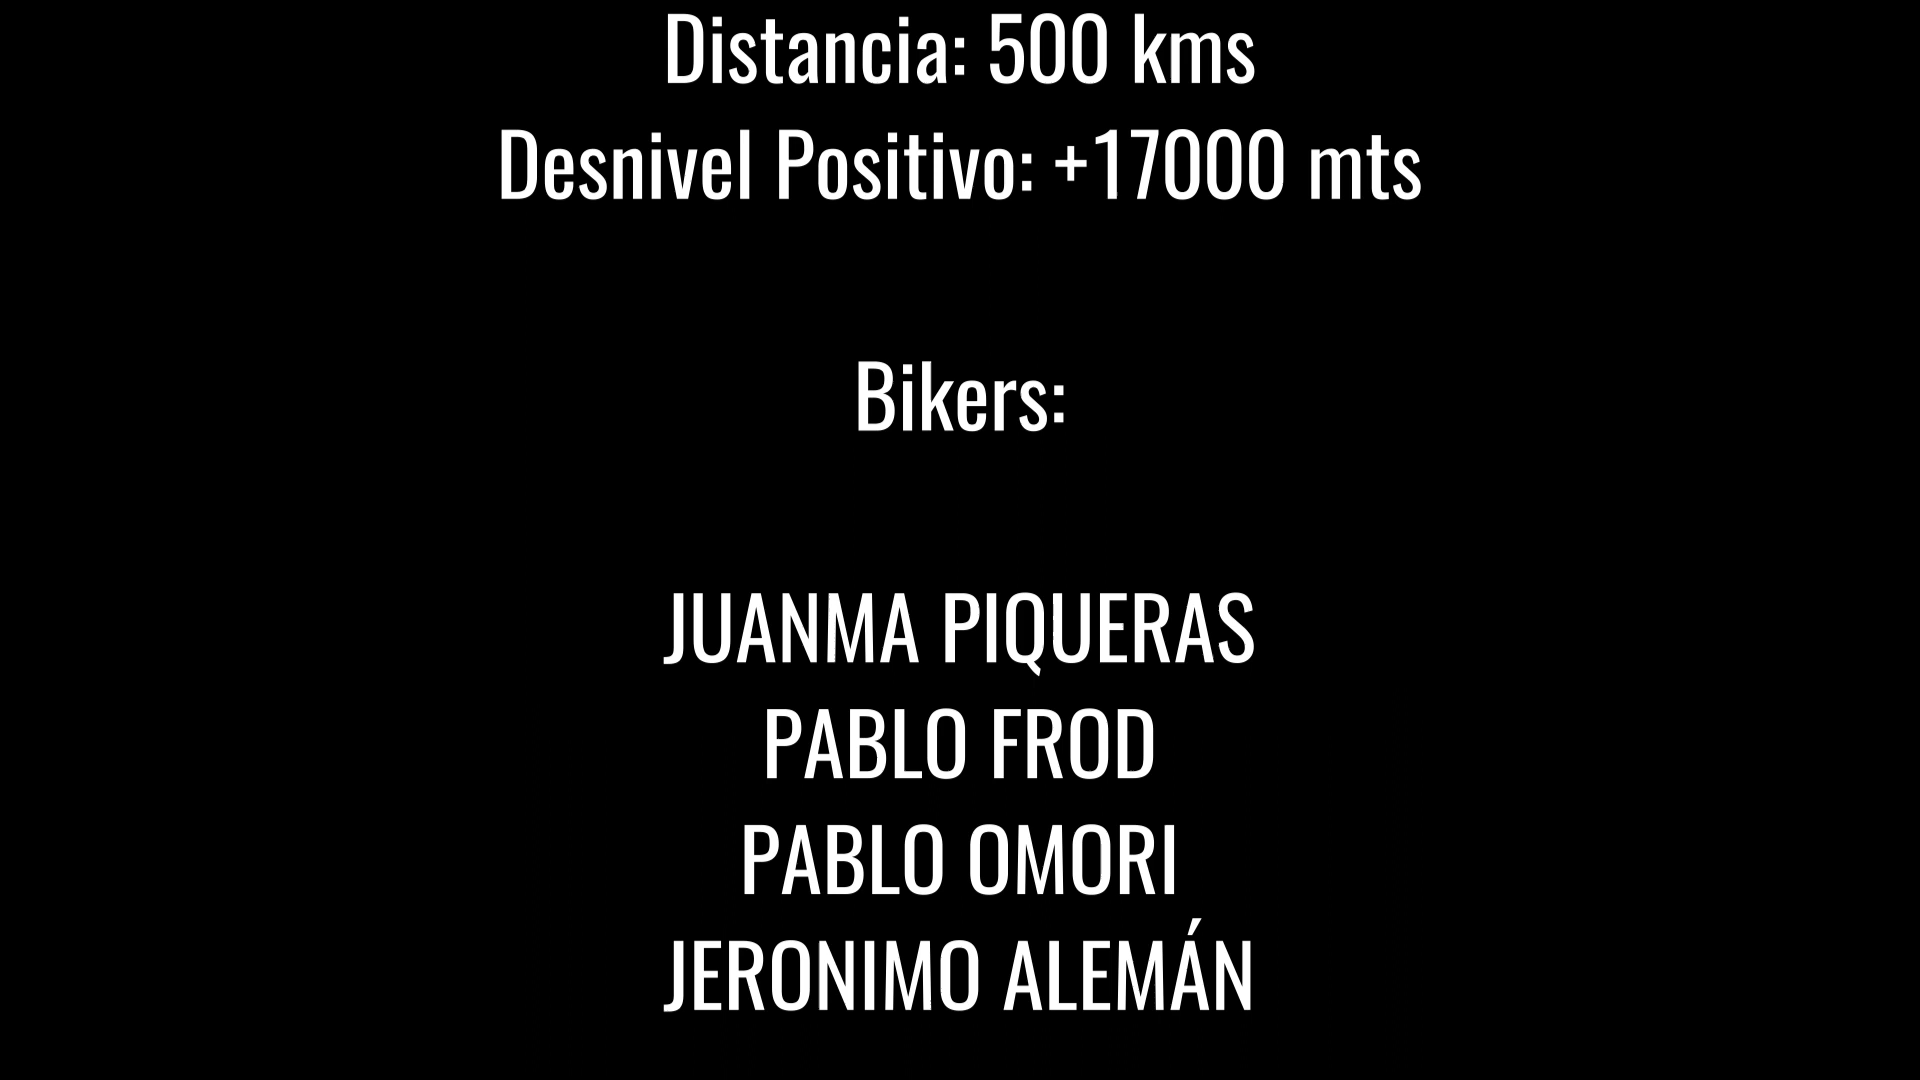 Distancia: 500 kms
Desnivel Positivo: +17000 mts
Bikers:
JUANMA PIQUERAS
PABLO FROD
PABLO OMORI
JERONIMO ALEMÁN